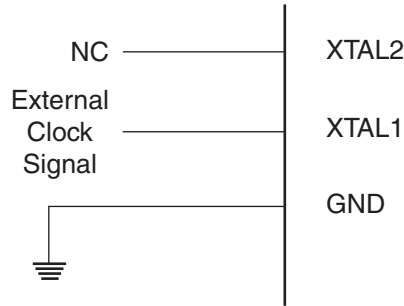 NC
XTAL2
External
Clock
Signal
XTAL1
GND